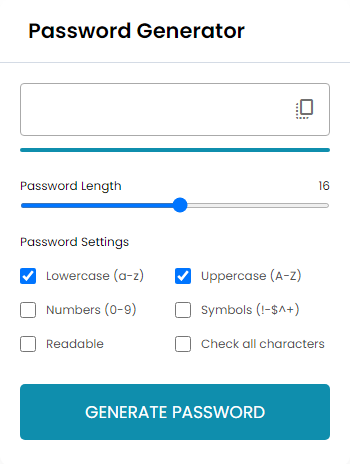 Password Generator
Password Length 16
Password Settings
Lowercase (a-z) Uppercase (A-Z)
Numbers (0-9) Symbols (!-$^+)
Readable Check all characters
GENERATE PASSWORD